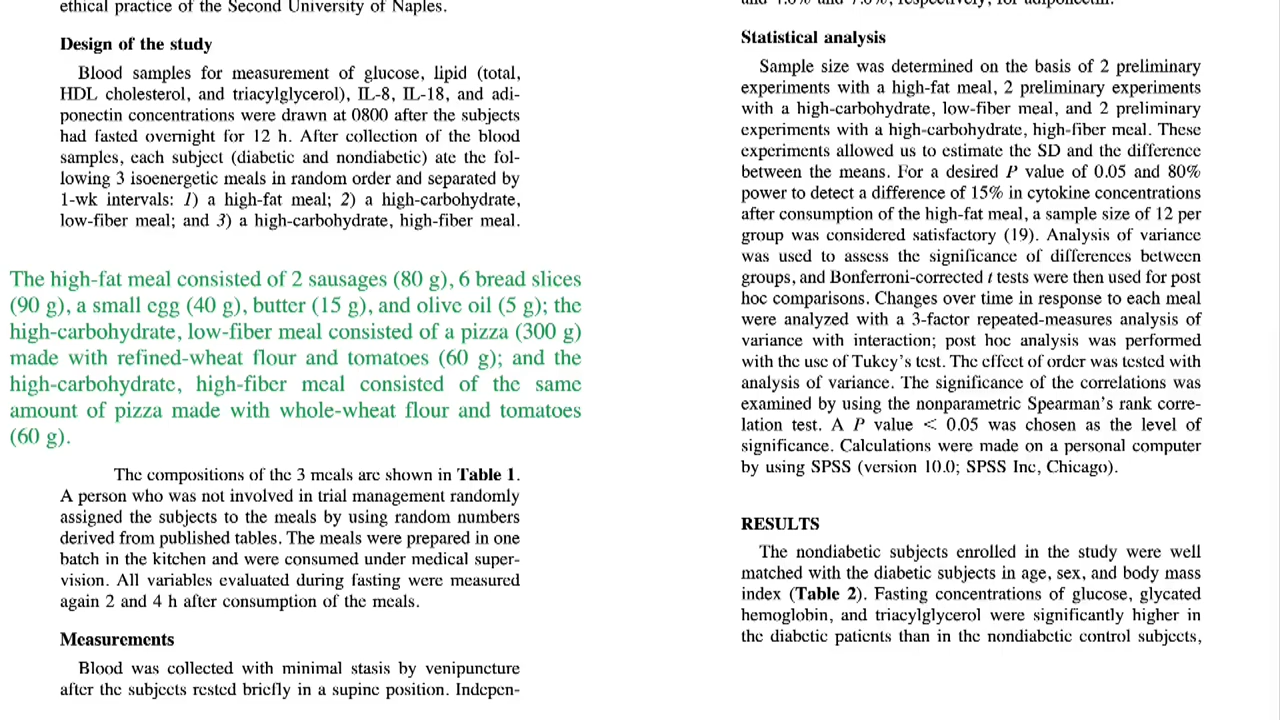 ethical practice of the Second University of Naples.
Design of the study
Blood samples for measurement of glucose, lipid (total,
HDL cholesterol, and triacylglycerol), IL-8, IL-18, and adi-
ponectin concentrations were drawn at 0800 after the subjects
had fasted overnight for 12 h. After collection of the blood
samples, each subject (diabetic and nondiabetic) ate the fol-
lowing 3 isoenergetic meals in random order and separated by
1-wk intervals: 1) a high-fat meal; 2) a high-carbohydrate,
low-fiber meal; and 3) a high-carbohydrate, high-fiber meal.
The high-fat meal consisted of 2 sausages (80 g), 6 bread slices
(90 g), a small egg (40 g), butter (15 g), and olive oil (5 g); the
high-carbohydrate, low-fiber meal consisted of a pizza (300 g)
made with refined-wheat flour and tomatoes (60 g); and the
high-carbohydrate, high-fiber meal consisted of the same
amount of pizza made with whole-wheat flour and tomatoes
(60 g).
The compositions of the 3 meals are shown in Table 1.
A person who was not involved in trial management randomly
assigned the subjects to the meals by using random numbers
derived from published tables. The meals were prepared in one
batch in the kitchen and were consumed under medical super-
vision. All variables evaluated during fasting were measured
again 2 and 4 h after consumption of the meals.
Measurements
Blood was collected with minimal stasis by venipuncture
after the subjects rested briefly in a supine position. Indepen-
respectively, for adiponectin.
Statistical analysis
Sample size was determined on the basis of 2 preliminary
experiments with a high-fat meal, 2 preliminary experiments
with a high-carbohydrate, low-fiber meal, and 2 preliminary
experiments with a high-carbohydrate, high-fiber meal. These
experiments allowed us to estimate the SD and the difference
between the means. For a desired P value of 0.05 and 80%
power to detect a difference of 15% in cytokine concentrations
after consumption of the high-fat meal, a sample size of 12 per
group was considered satisfactory (19). Analysis of variance
was used to assess the significance of differences between
groups, and Bonferroni-corrected t tests were then used for post
hoc comparisons. Changes over time in response to each meal
were analyzed with a 3-factor repeated-measures analysis of
variance with interaction; post hoc analysis was performed
with the use of Tukey's test. The effect of order was tested with
analysis of variance. The significance of the correlations was
examined by using the nonparametric Spearman's rank corre-
lation test. A P value < 0.05 was chosen as the level of
significance. Calculations were made on a personal computer
by using SPSS (version 10.0; SPSS Inc, Chicago).
RESULTS
The nondiabetic subjects enrolled in the study were well
matched with the diabetic subjects in age, sex, and body mass
index (Table 2). Fasting concentrations of glucose, glycated
hemoglobin, and triacylglycerol were significantly higher in
the diabetic patients than in the nondiabetic control subjects,